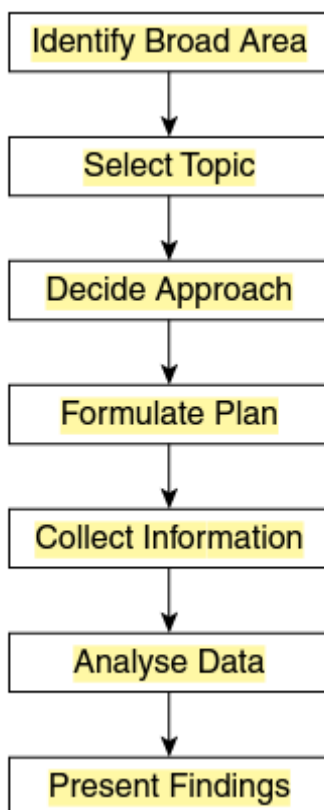 Identify Broad Area
Select Topic
Decide Approach
Formulate Plan
Collect Information
Analyse Data
Present Findings